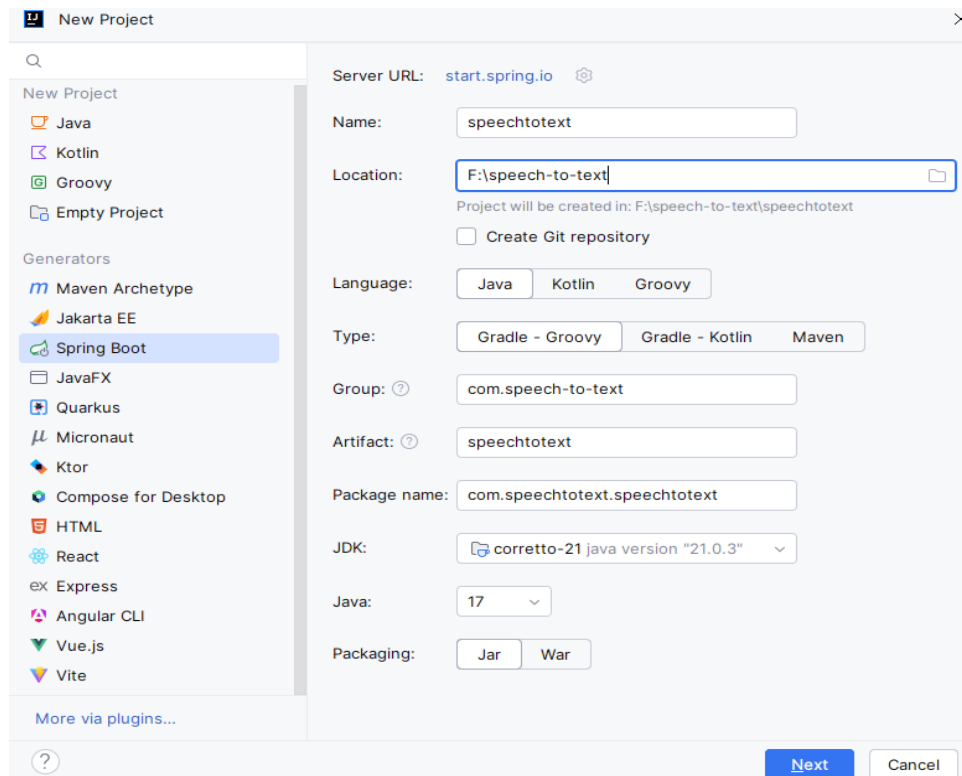 New Project
New Project
Java
Kotlin
Groovy
Empty Project
Generators
Maven Archetype
Jakarta EE
Spring Boot
JavaFX
Quarkus
Micronaut
Ktor
Compose for Desktop
HTML
React
ex Express
Angular CLI
Vue.js
Vite
More via plugins...
?
Server URL: start.spring.io
Name: speechtotext
Location: F:\speech-to-text
Project will be created in: F:\speech-to-text\speechtotext
Create Git repository
Language: Java Kotlin Groovy
Type: Gradle - Groovy Gradle - Kotlin Maven
Group: ? com.speech-to-text
Artifact: ? speechtotext
Package name: com.speechtotext.speechtotext
JDK: corretto-21 java version "21.0.3"
Java: 17
Packaging: Jar War
Next Cancel